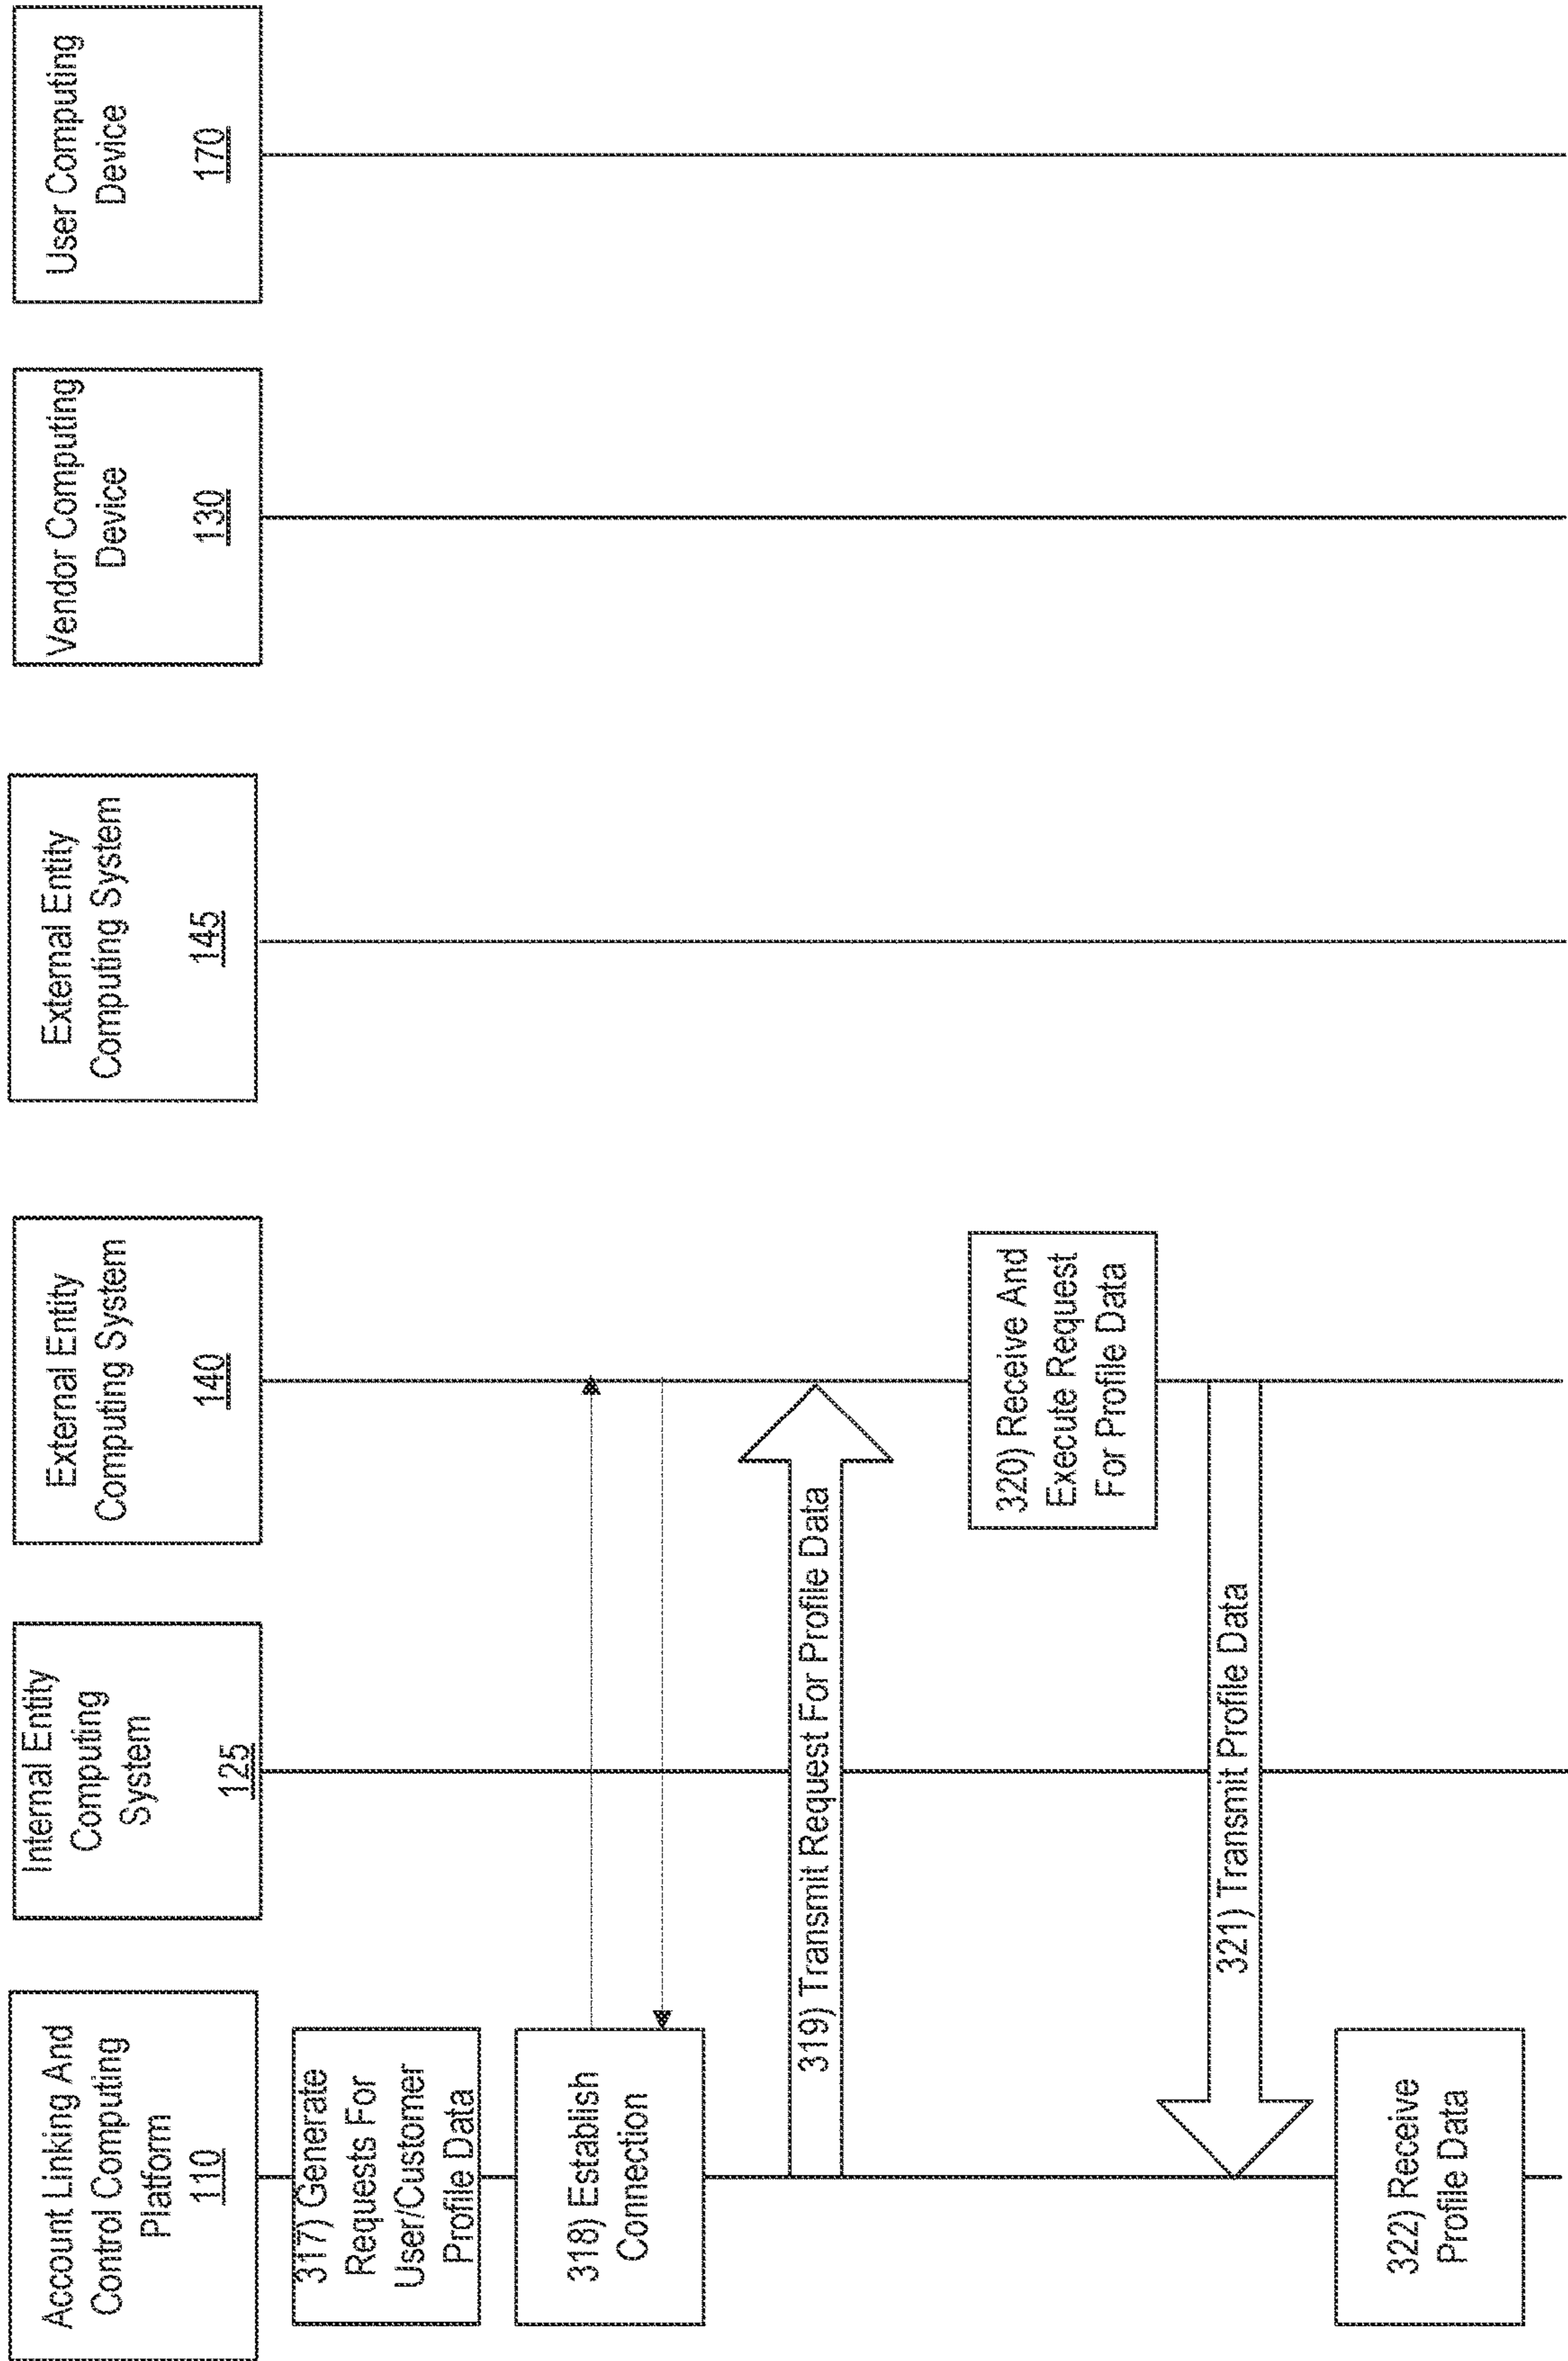 Account Linking And
Control Computing
Platform
110
Internal Entity
Computing
System
125
External Entity
Computing System
140
External Entity
Computing System
145
Vendor Computing
Device
130
User Computing
Device
170
317) Generate
Requests For
User/Customer
Profile Data
318) Establish
Connection
319) Transmit Request For Profile Data
320) Receive And
Execute Request
For Profile Data
321) Transmit Profile Data
322) Receive
Profile Data